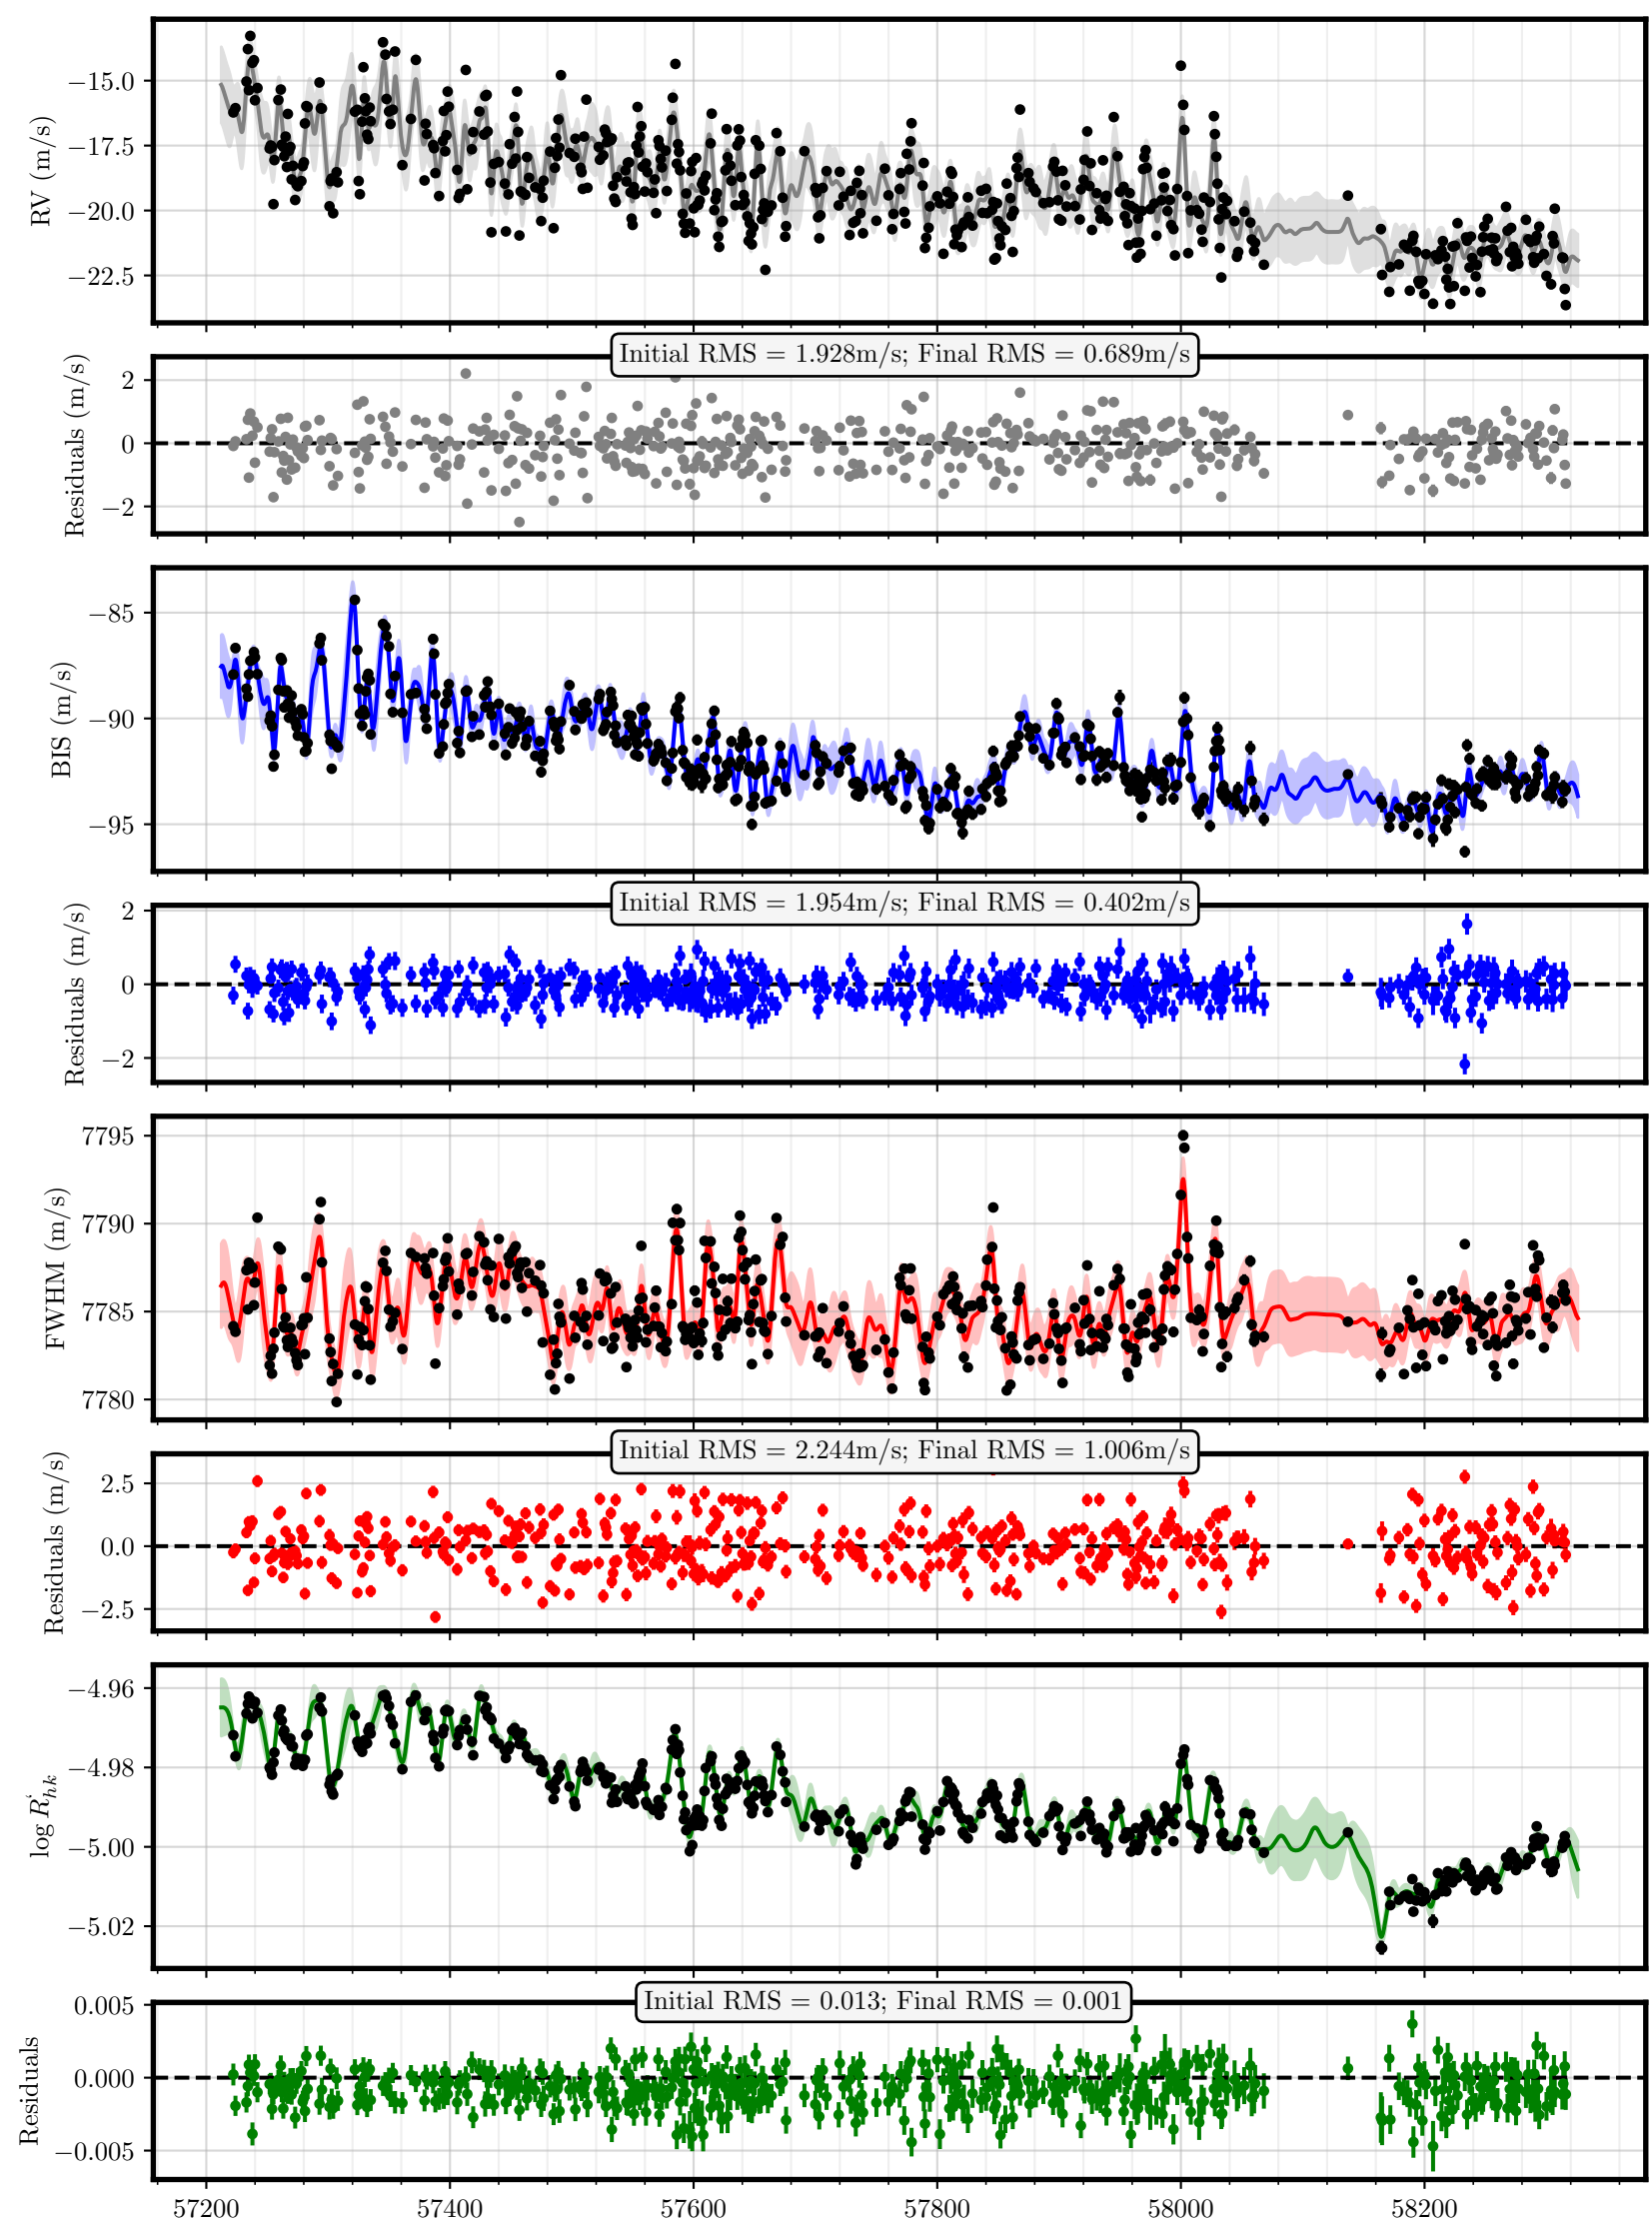 −15.0
−17.5
−20.0
−22.5
RV (m/s)
Initial RMS = 1.928m/s; Final RMS = 0.689m/s
2
0
−2
Residuals (m/s)
−85
−90
−95
BIS (m/s)
Initial RMS = 1.954m/s; Final RMS = 0.402m/s
2
0
−2
Residuals (m/s)
7795
7790
7785
7780
FWHM (m/s)
Initial RMS = 2.244m/s; Final RMS = 1.006m/s
2.5
0.0
−2.5
Residuals (m/s)
−4.96
−4.98
−5.00
−5.02
log R‘hk
Initial RMS = 0.013; Final RMS = 0.001
0.005
0.000
−0.005
Residuals
57200 57400 57600 57800 58000 58200